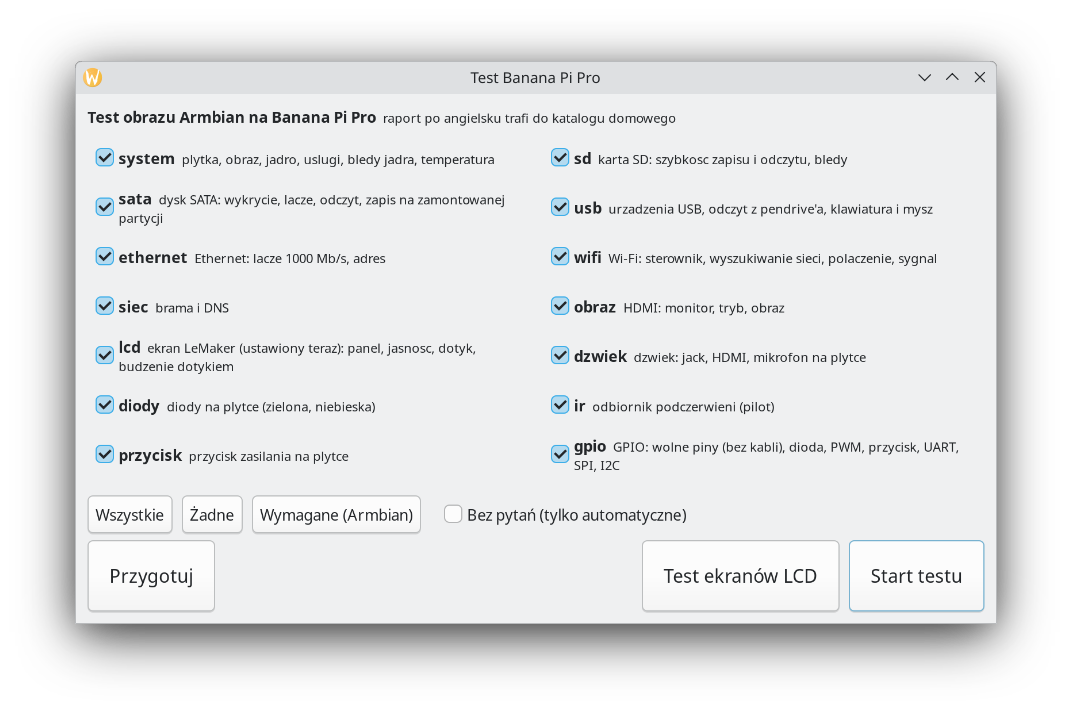 Test Banana Pi Pro
Test obrazu Armbian na Banana Pi Pro raport po angielsku trafi do katalogu domowego
system plytka, obraz, jadro, uslugi, bledy jadra, temperatura
sd karta SD: szybkosc zapisu i odczytu, bledy
sata dysk SATA: wykrycie, lacze, odczyt, zapis na zamontowanej
partycji
usb urzadzenia USB, odczyt z pendrive'a, klawiatura i mysz
ethernet Ethernet: lacze 1000 Mb/s, adres
wifi Wi-Fi: sterownik, wyszukiwanie sieci, polaczenie, sygnal
siec brama i DNS
obraz HDMI: monitor, tryb, obraz
lcd ekran LeMaker (ustawiony teraz): panel, jasnosc, dotyk,
budzenie dotykiem
dzwiek dzwiek: jack, HDMI, mikrofon na plytce
diody diody na plytce (zielona, niebieska)
ir odbiornik podczerwieni (pilot)
przycisk przycisk zasilania na plytce
gpio GPIO: wolne piny (bez kabli), dioda, PWM, przycisk, UART,
SPI, I2C
Wszystkie
Żadne
Wymagane (Armbian)
Bez pytań (tylko automatyczne)
Przygotuj
Test ekranów LCD
Start testu